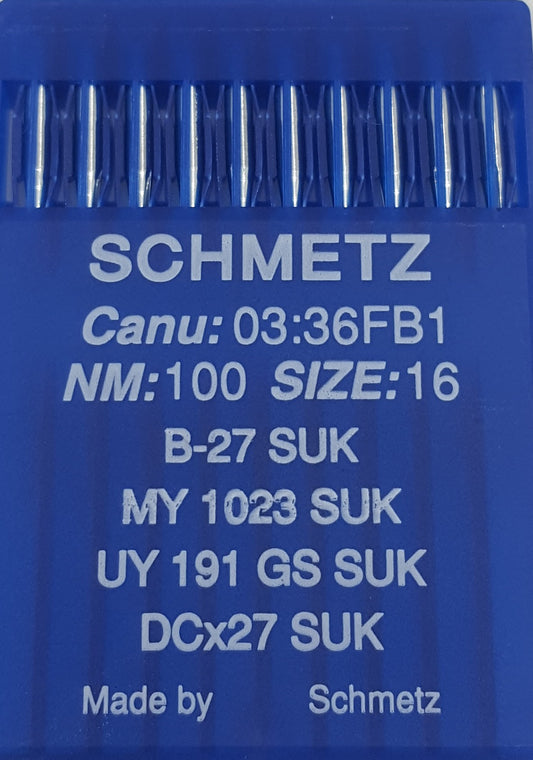 SCHMETZ
Canu: 03:36FB1
NM:100 SIZE:16
B-27 SUK
MY 1023 SUK
UY 191 GS SUK
DCx27 SUK
Made by Schmetz